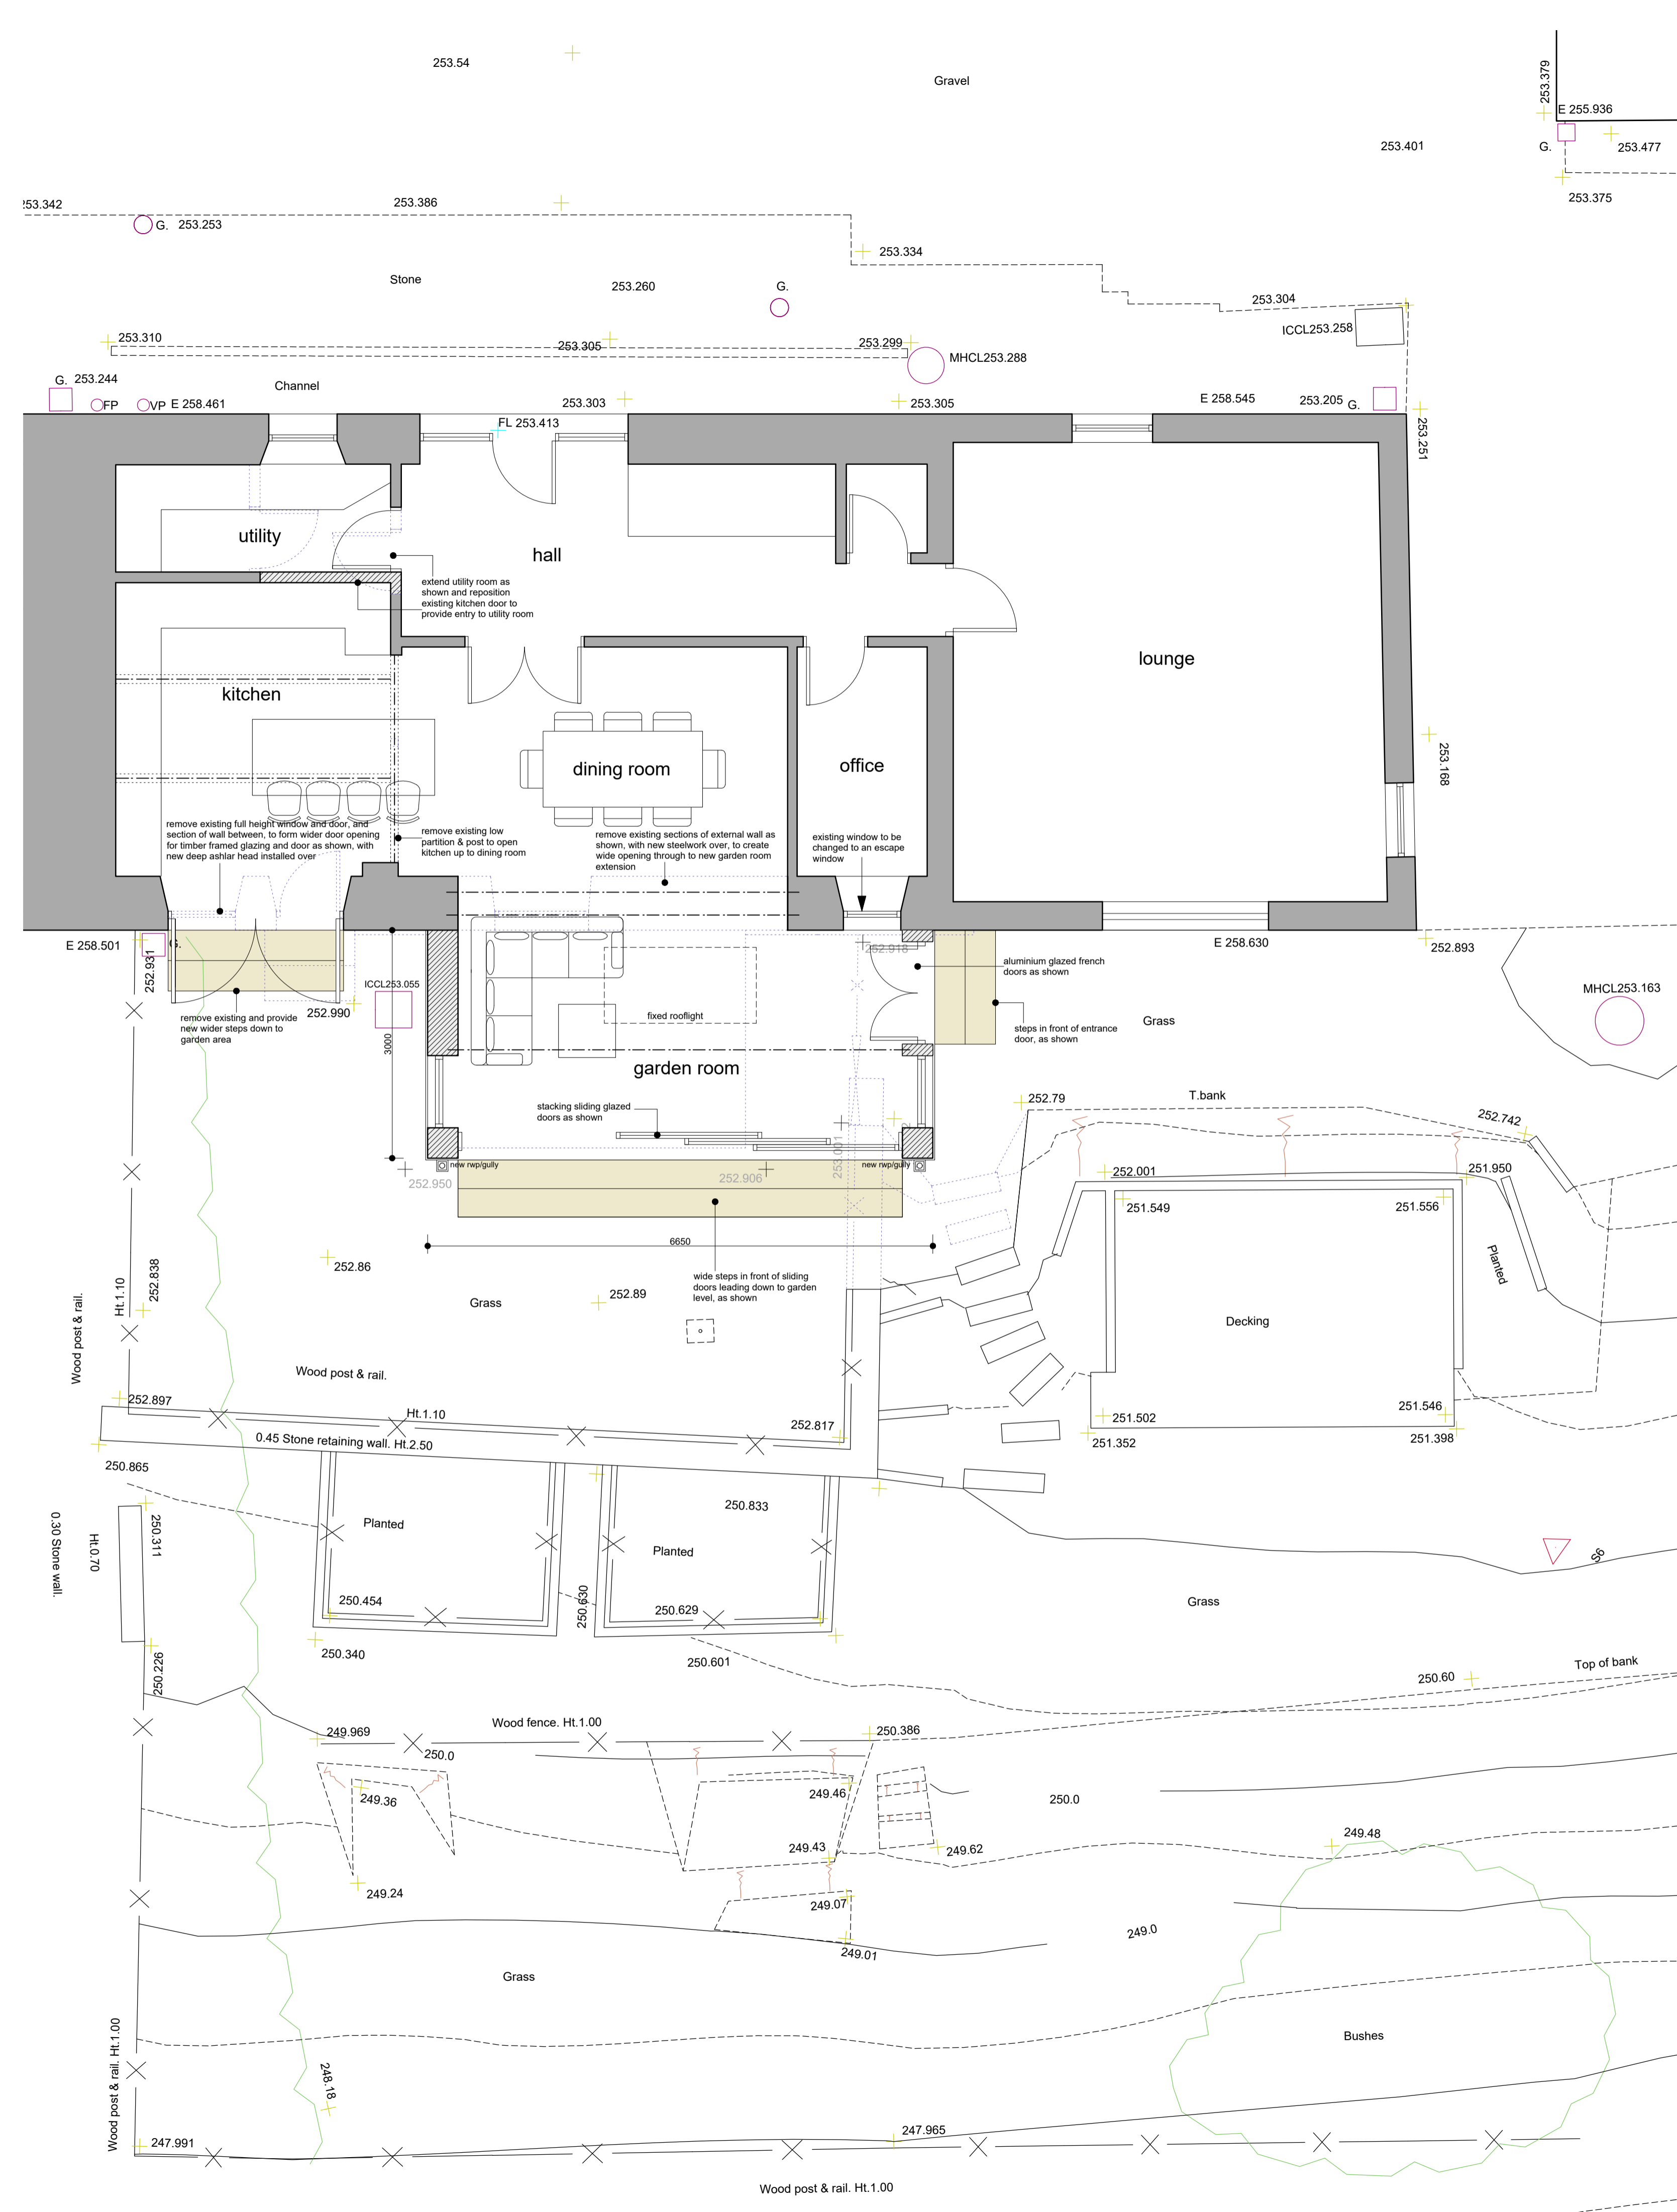 253.54
Gravel
253.379
E 255.936
253.401
G.
253.477
253.375
253.342
253.386
G. 253.253
253.334
Stone
253.260
G.
253.304
ICCL253.258
253.310
253.305
253.299
MHCL253.288
G. 253.244
Channel
FP
VP E 258.461
253.303
253.305
E 258.545
253.205 G.
FL 253.413
253.251
utility
hall
extend utility room as
shown and reposition
existing kitchen door to
provide entry to utility room
lounge
kitchen
dining room
office
253.168
remove existing full height window and door, and
section of wall between, to form wider door opening
for timber framed glazing and door as shown, with
new deep ashlar head installed over
remove existing low
partition & post to open
kitchen up to dining room
remove existing sections of external wall as
shown, with new steelwork over, to create
wide opening through to new garden room
extension
existing window to be
changed to an escape
window
E 258.501
G.
252.931
252.918
E 258.630
252.893
aluminium glazed french
doors as shown
ICCL253.055
MHCL253.163
remove existing and provide
new wider steps down to
garden area
252.990
3000
fixed rooflight
steps in front of entrance
door, as shown
Grass
garden room
stacking sliding glazed
doors as shown
252.79
T.bank
252.742
253.001
new rwp/gully
new rwp/gully
252.950
252.906
252.001
251.950
251.549
251.556
6650
252.86
wide steps in front of sliding
doors leading down to garden
level, as shown
Planted
252.838
Ht.1.10
Wood post & rail.
Grass
252.89
Decking
Wood post & rail.
252.897
Ht.1.10
252.817
0.45 Stone retaining wall. Ht.2.50
251.502
251.546
251.352
251.398
250.865
250.311
Ht.0.70
0.30 Stone wall.
Planted
250.833
Planted
S6
250.454
250.630
250.629
Grass
250.340
250.601
250.226
250.60
Top of bank
249.969
Wood fence. Ht.1.00
250.386
250.0
249.36
249.46
250.0
249.43
249.62
249.48
249.24
249.07
249.01
249.0
Grass
Bushes
Wood post & rail. Ht.1.00
248.18
247.991
247.965
Wood post & rail. Ht.1.00